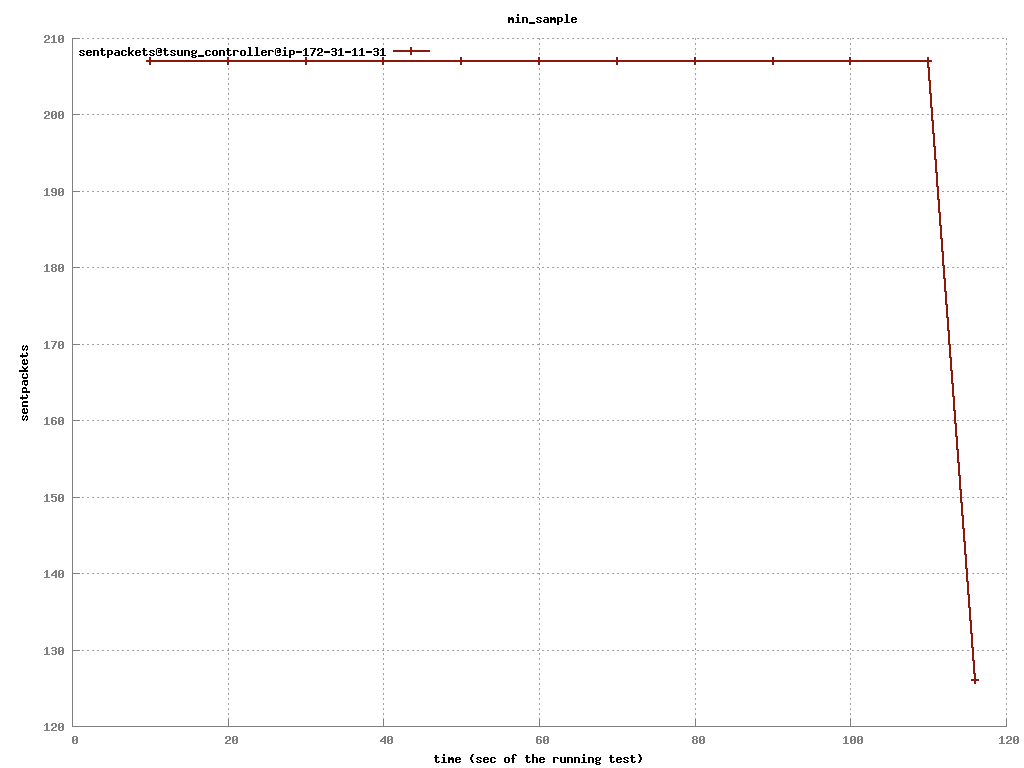 min_sample
210
sentpackets@tsung_controller@ip-172-31-11-31
200
190
180
170
sentpackets
160
150
140
130
120
0 20 40 60 80 100 120
time (sec of the running test)